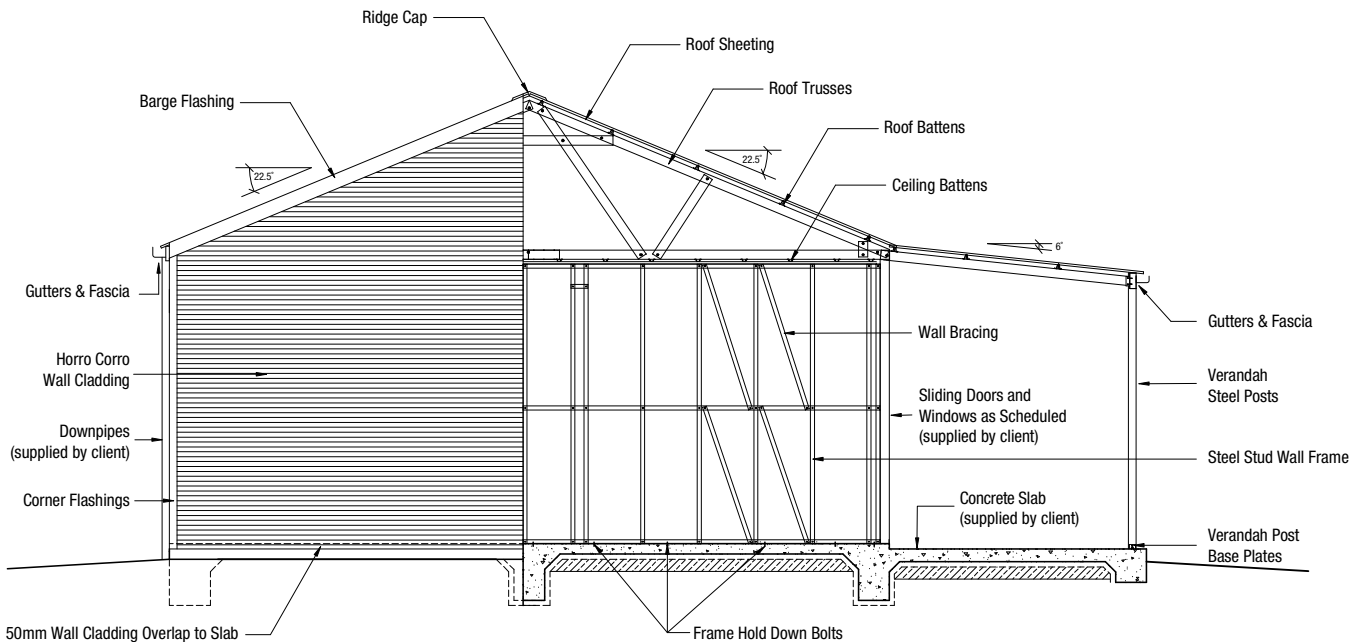 Ridge Cap
Roof Sheeting
Barge Flashing
Roof Trusses
Roof Battens
22.5°
22.5°
Ceiling Battens
6°
Gutters & Fascia
Gutters & Fascia
Wall Bracing
Horro Corro
Wall Cladding
Verandah
Steel Posts
Sliding Doors and
Windows as Scheduled
(supplied by client)
Downpipes
(supplied by client)
Steel Stud Wall Frame
Corner Flashings
Concrete Slab
(supplied by client)
Verandah Post
Base Plates
50mm Wall Cladding Overlap to Slab
Frame Hold Down Bolts